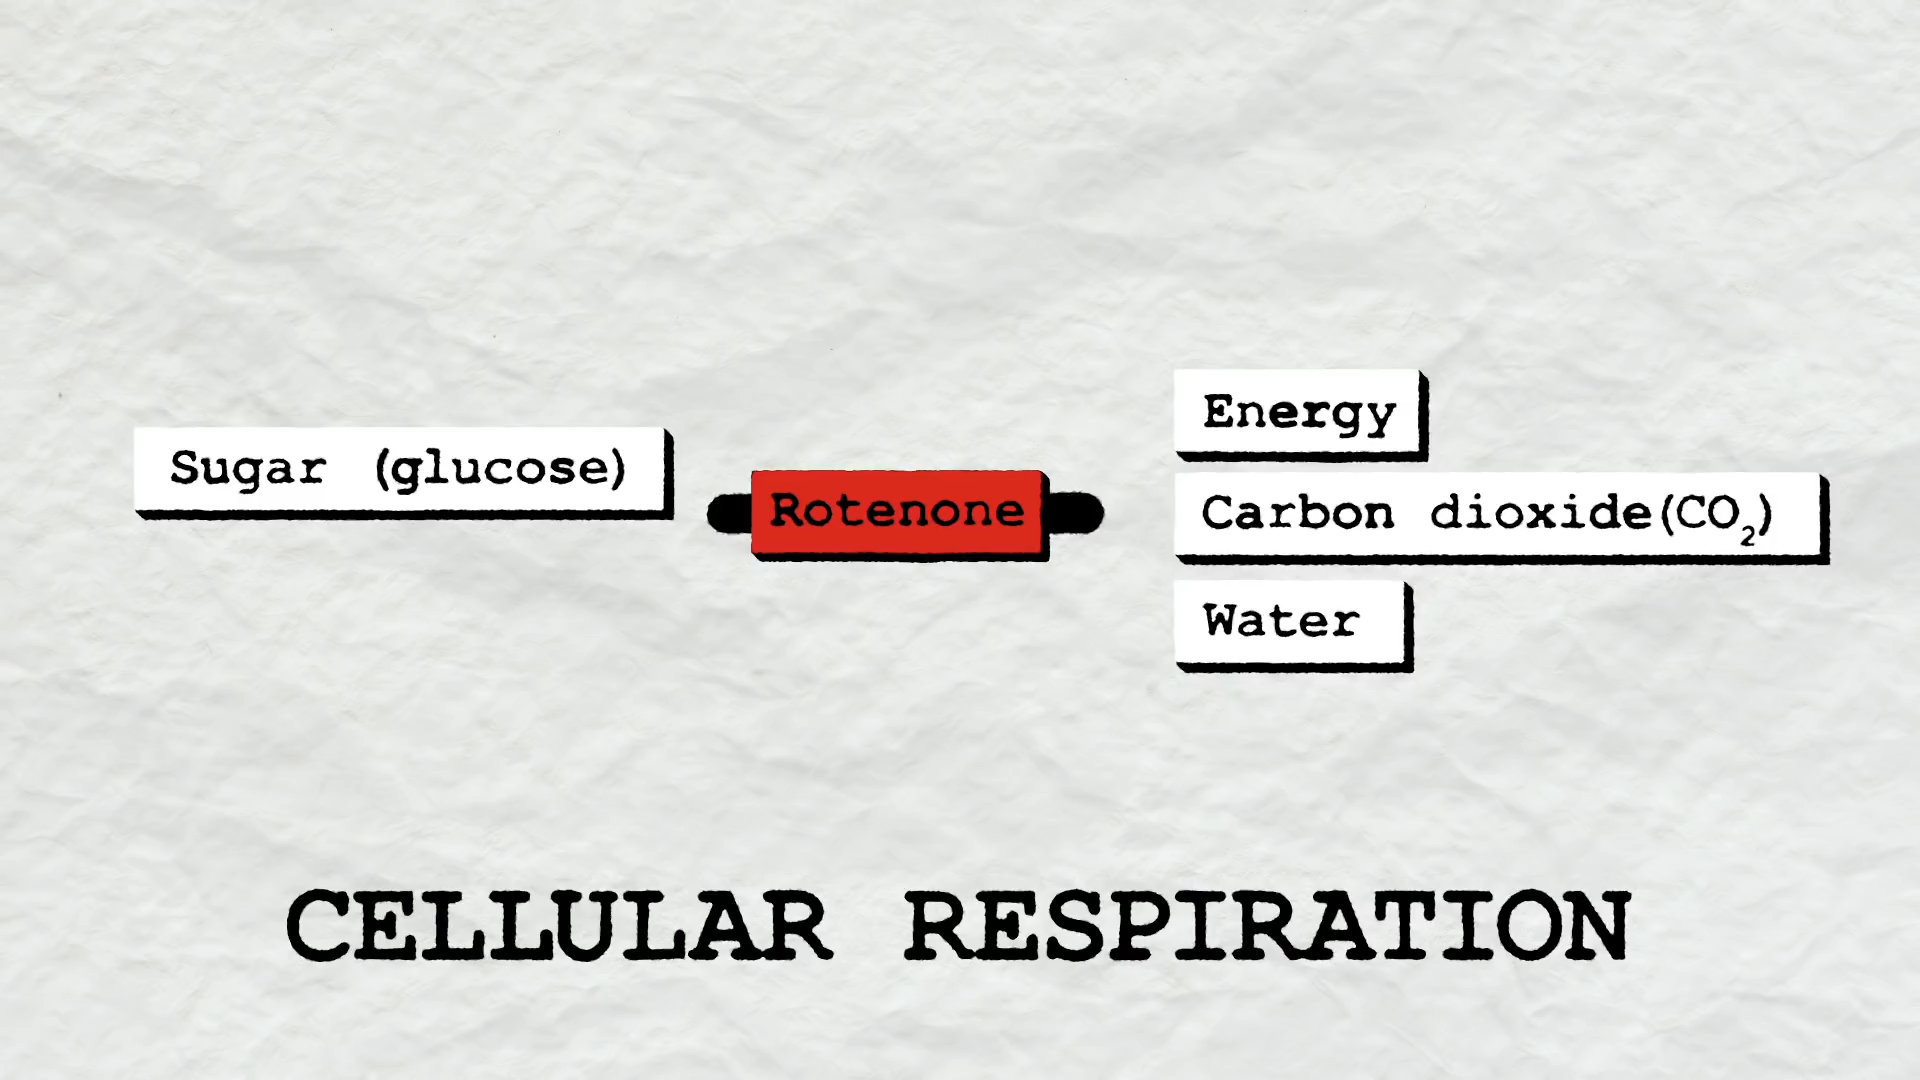 Sugar (glucose)
Rotenone
Energy
Carbon dioxide(CO₂)
Water
CELLULAR RESPIRATION